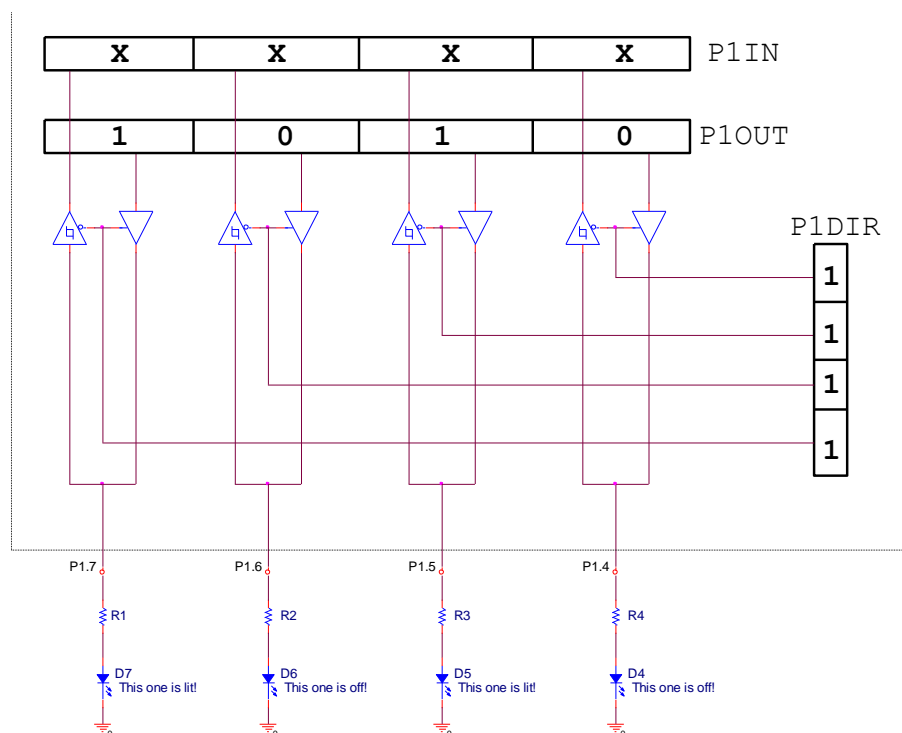 X X X X P1IN
1 0 1 0 P1OUT
P1DIR
1
1
1
1
P1.7 P1.6 P1.5 P1.4
R1 R2 R3 R4
D7 D6 D5 D4
This one is lit! This one is off! This one is lit! This one is off!